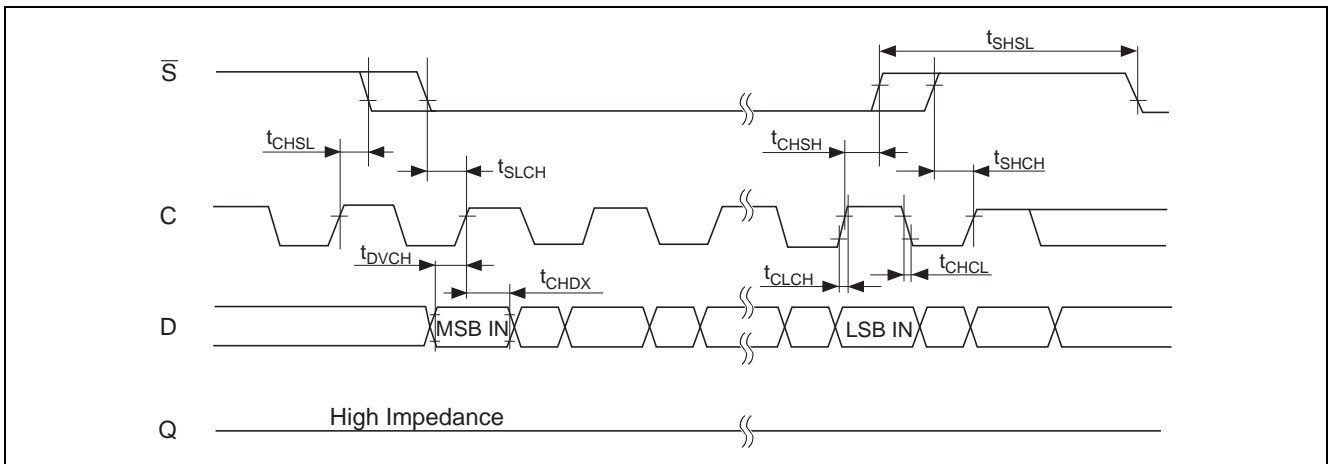 S̅
tSHSL
tCHSL
tSLCH
tCHSH
tSHCH
C
tDVCH
tCHDX
tCLCH
tCHCL
D
MSB IN
LSB IN
Q
High Impedance